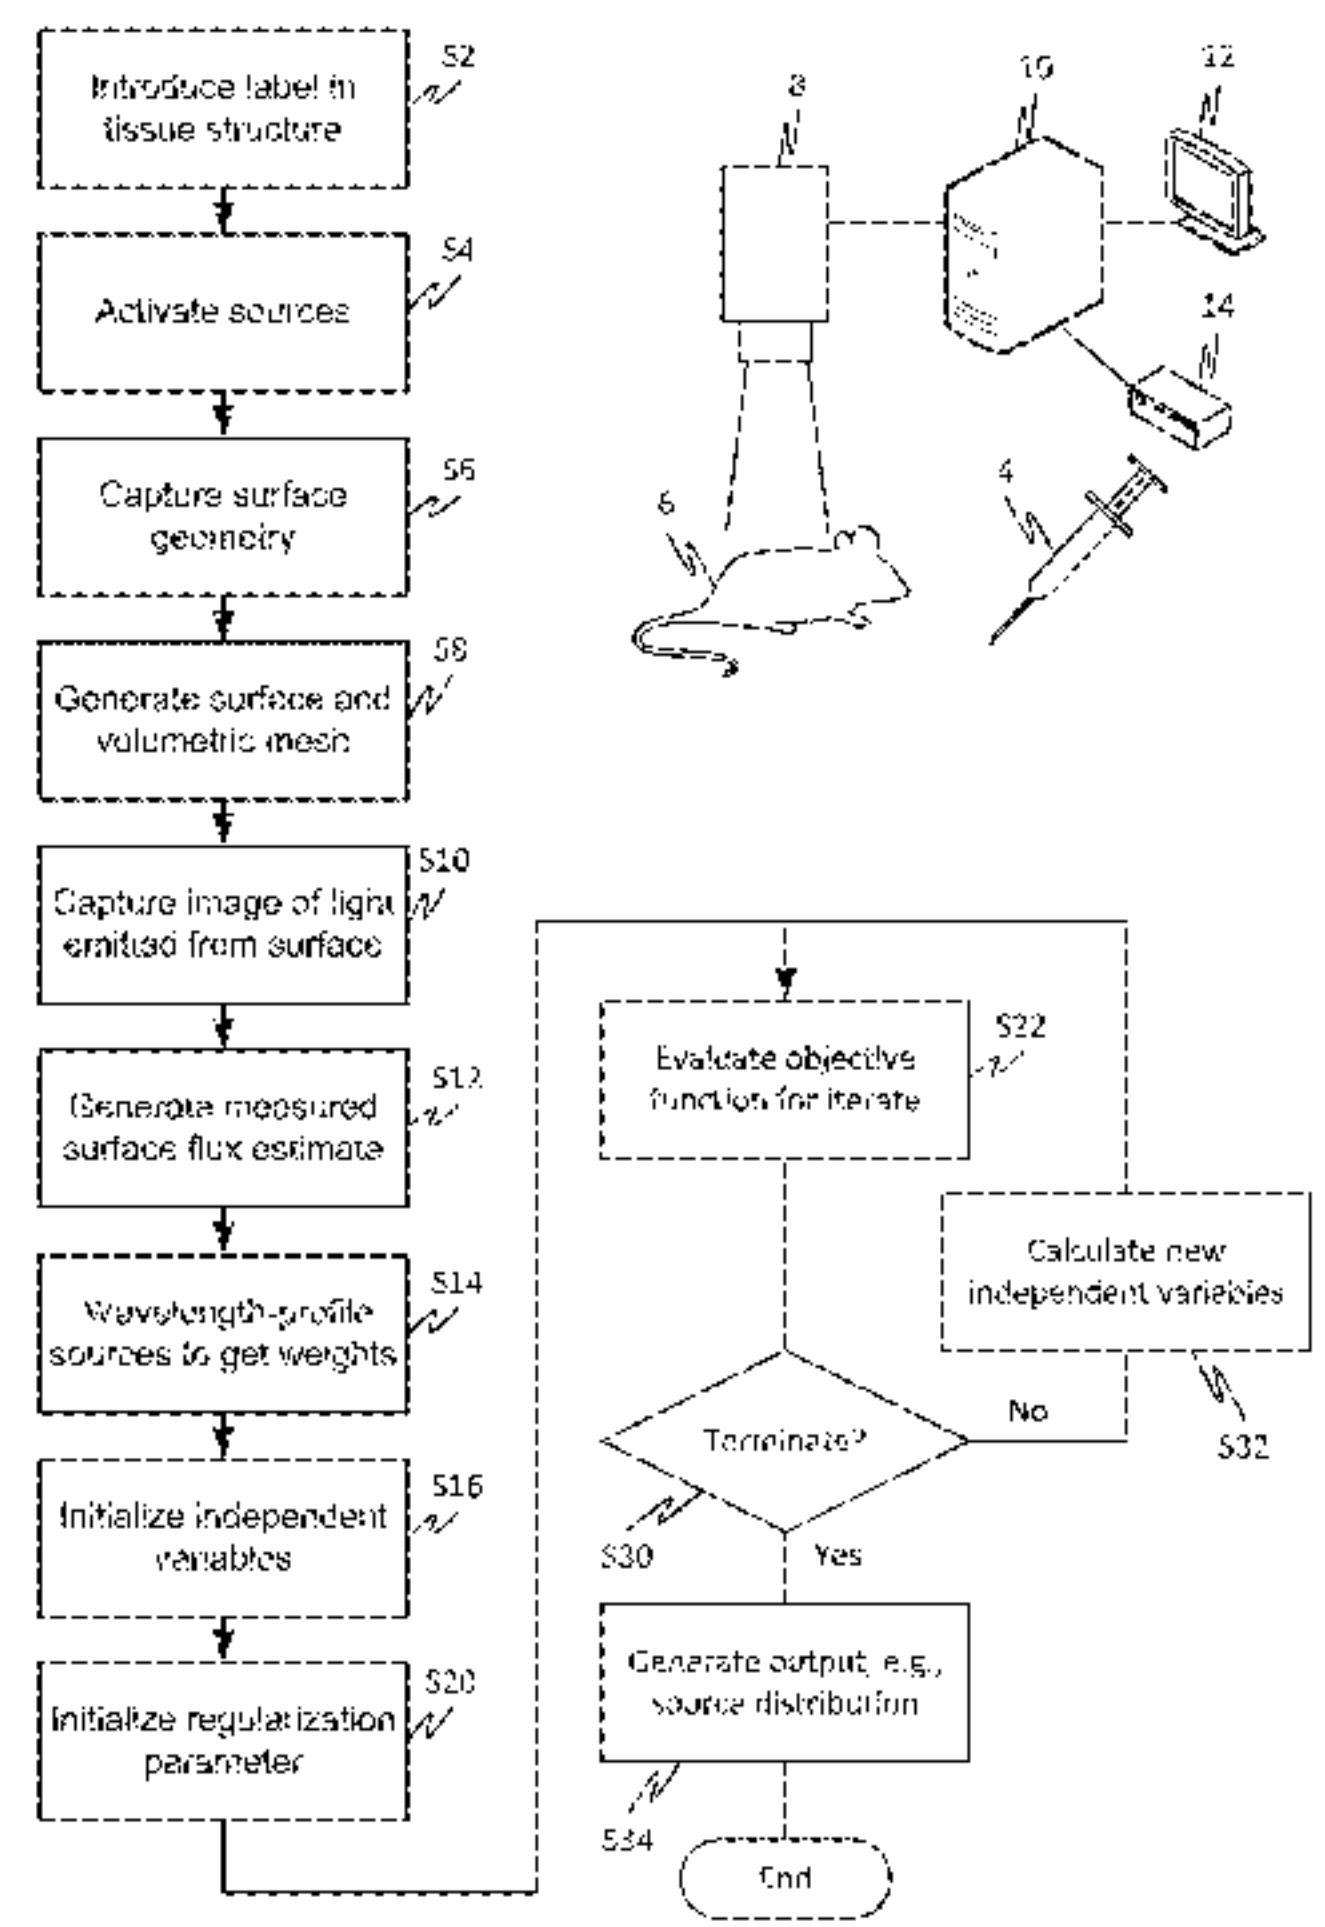 S2
Introduce label in
tissue structure
S4
Activate sources
S6
Capture surface
geometry
S8
Generate surface and
volumetric mesh
S10
Capture image of light
emitted from surface
S12
Generate measured
surface flux estimate
S14
Wavelength-profile
sources to get weights
S16
Initialize independent
variables
S20
Initialize regularization
parameter
8
10
12
14
6
4
S22
Evaluate objective
function for iterate
Calculate new
independent variables
S32
Terminate?
No
S30
Yes
Generate output, e.g.,
source distribution
S34
End